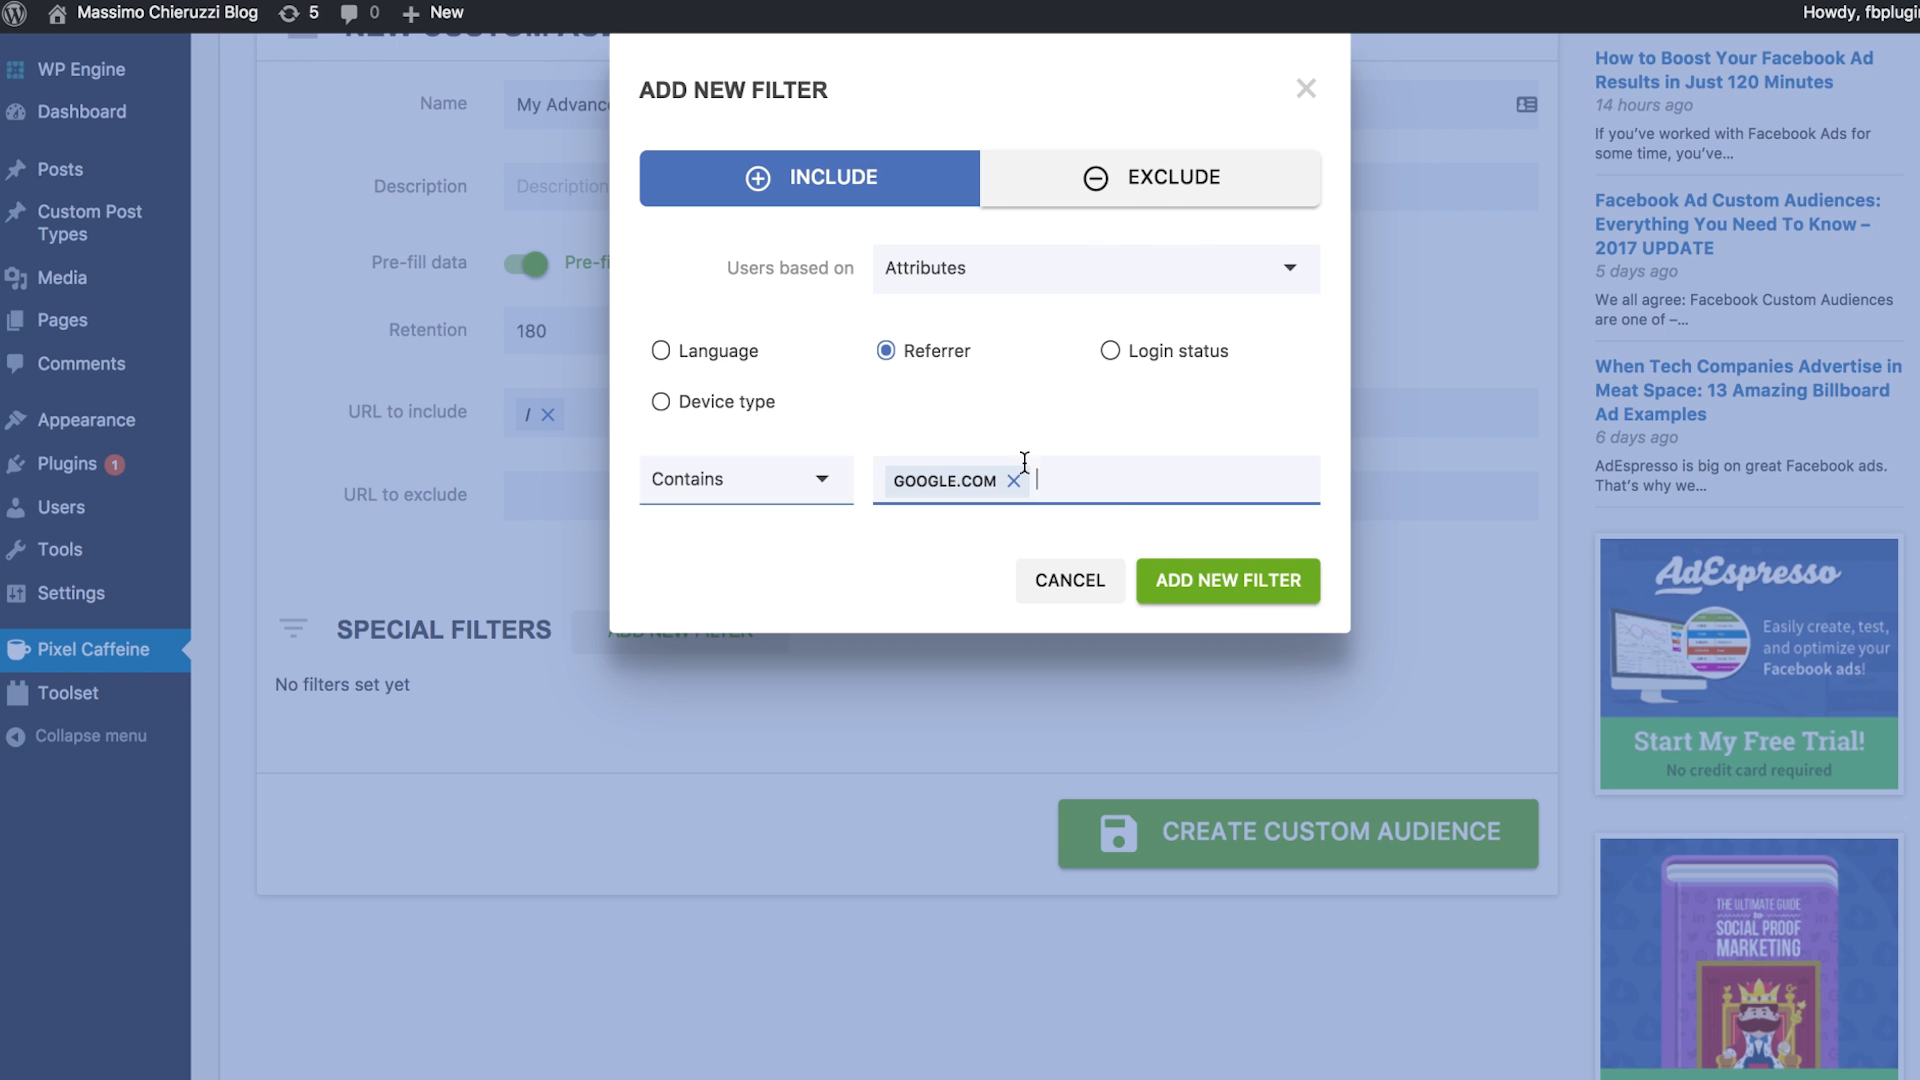 Massimo Chieruzzi Blog 5 0 New
Howdy, fbplugi
WP Engine
Dashboard
Posts
Custom Post
Types
Media
Pages
Comments
Appearance
Plugins 1
Users
Tools
Settings
Pixel Caffeine
Toolset
Collapse menu
Name My Advanc
Description Description
Pre-fill data Pre-fi
Retention 180
URL to include /
URL to exclude
SPECIAL FILTERS ADD NEW FILTER
No filters set yet
CREATE CUSTOM AUDIENCE
ADD NEW FILTER
INCLUDE EXCLUDE
Users based on Attributes
Language Referrer Login status
Device type
Contains GOOGLE.COM
CANCEL ADD NEW FILTER
How to Boost Your Facebook Ad
Results in Just 120 Minutes
14 hours ago
If you've worked with Facebook Ads for
some time, you've...
Facebook Ad Custom Audiences:
Everything You Need To Know –
2017 UPDATE
5 days ago
We all agree: Facebook Custom Audiences
are one of –...
When Tech Companies Advertise in
Meat Space: 13 Amazing Billboard
Ad Examples
6 days ago
AdEspresso is big on great Facebook ads.
That's why we...
AdEspresso
Easily create, test,
and optimize your
Facebook ads!
Start My Free Trial!
No credit card required
THE ULTIMATE GUIDE
to
SOCIAL PROOF
MARKETING